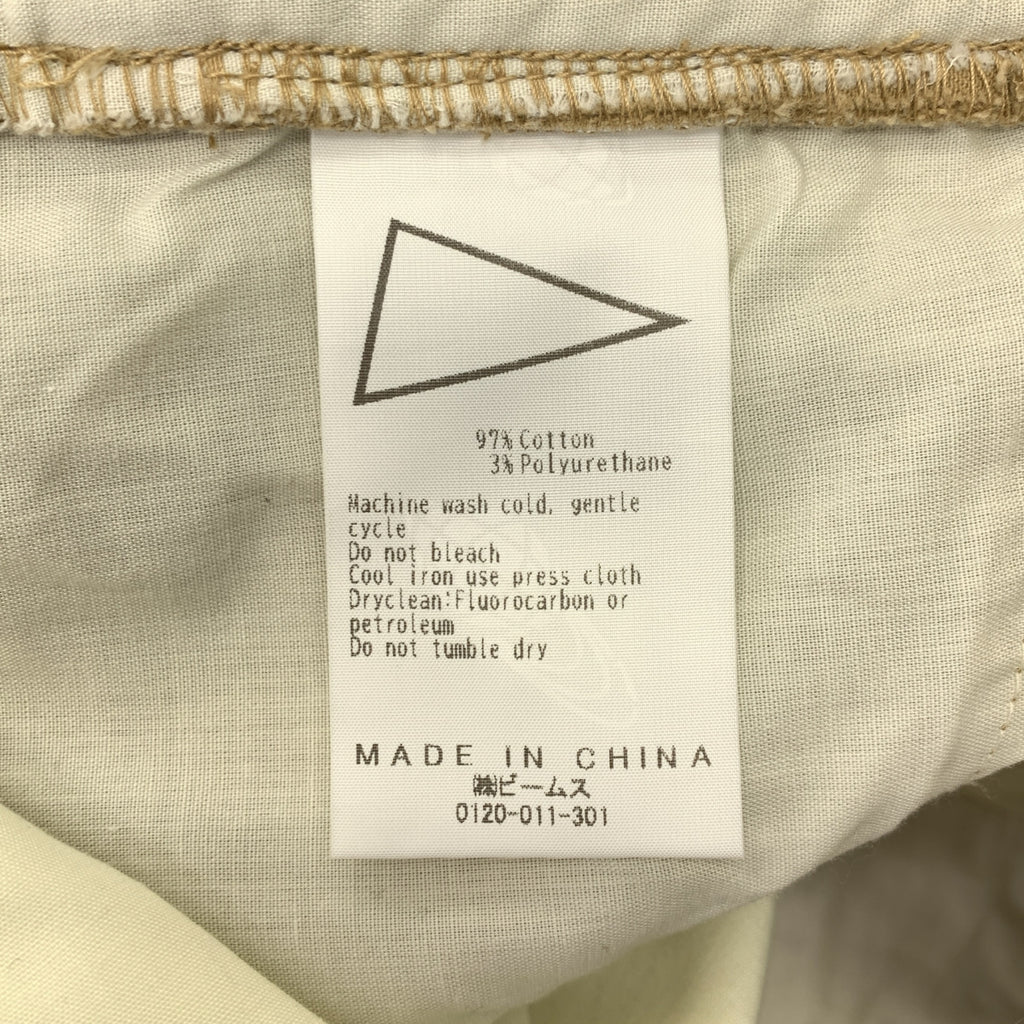 97% Cotton
3% Polyurethane
Machine wash cold, gentle
cycle
Do not bleach
Cool iron use press cloth
Dryclean:Fluorocarbon or
petroleum
Do not tumble dry
MADE IN CHINA
㈱ビームス
0120-011-301